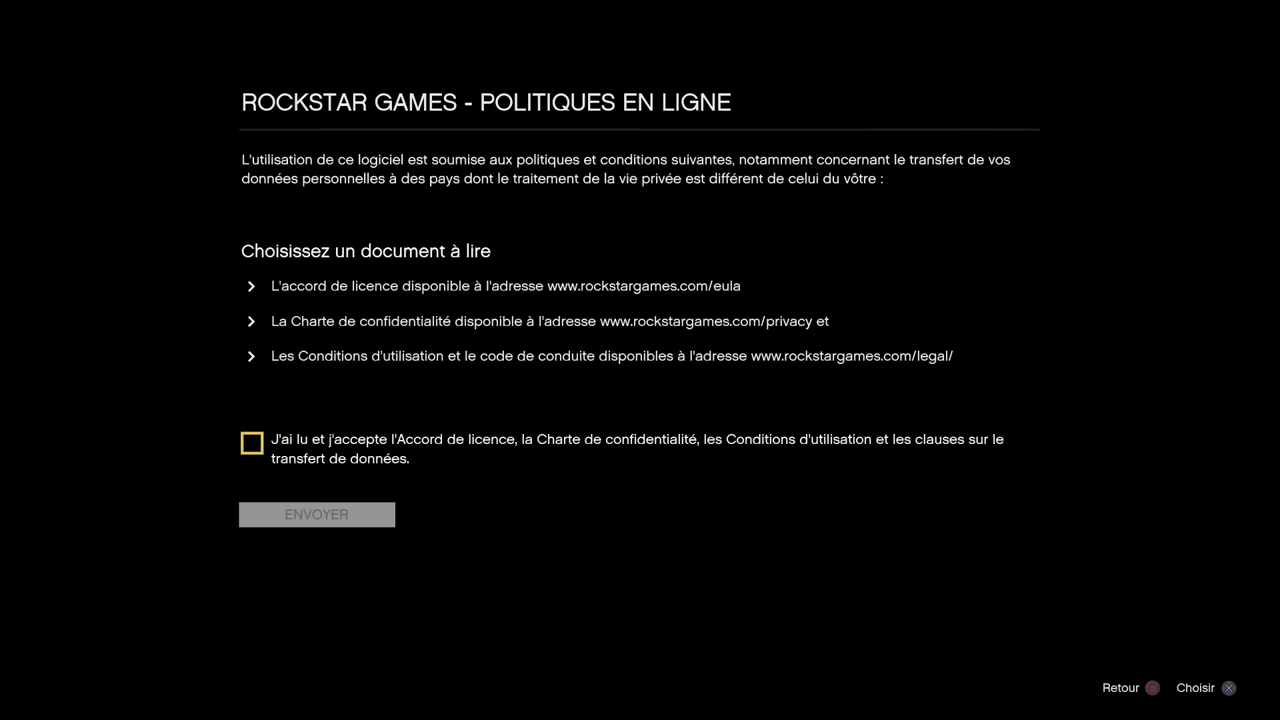 ROCKSTAR GAMES - POLITIQUES EN LIGNE
L'utilisation de ce logiciel est soumise aux politiques et conditions suivantes, notamment concernant le transfert de vos
données personnelles à des pays dont le traitement de la vie privée est différent de celui du vôtre :
Choisissez un document à lire
L'accord de licence disponible à l'adresse www.rockstargames.com/eula
La Charte de confidentialité disponible à l'adresse www.rockstargames.com/privacy et
Les Conditions d'utilisation et le code de conduite disponibles à l'adresse www.rockstargames.com/legal/
J'ai lu et j'accepte l'Accord de licence, la Charte de confidentialité, les Conditions d'utilisation et les clauses sur le
transfert de données.
ENVOYER
Retour Choisir